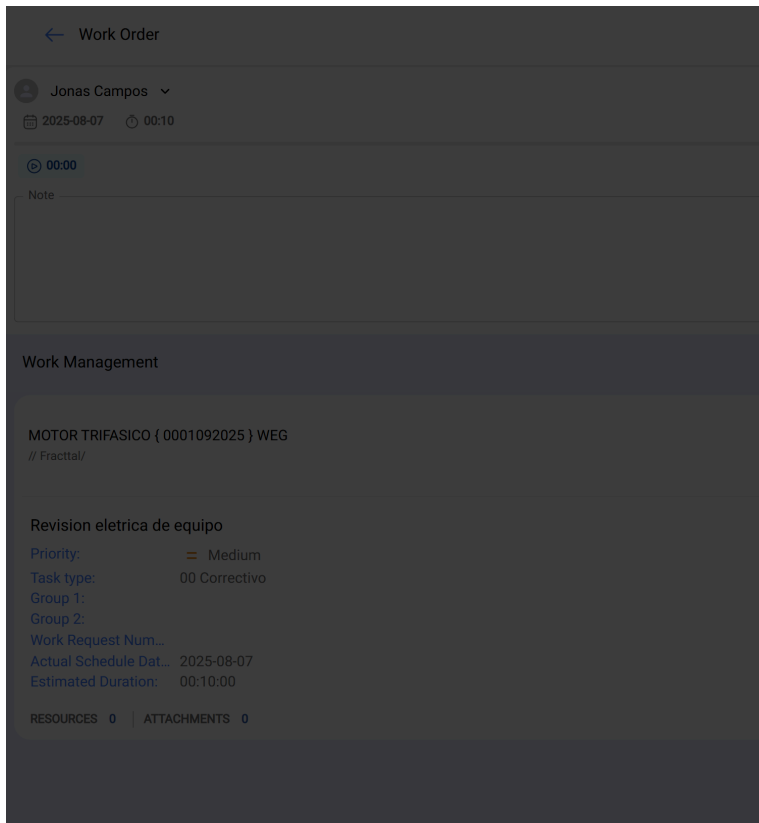 Work Order
Jonas Campos
2025-08-07 00:10
00:00
Note
Work Management
MOTOR TRIFASICO { 0001092025 } WEG
// Fracttal/
Revision eletrica de equipo
Priority: Medium
Task type: 00 Correctivo
Group 1:
Group 2:
Work Request Num...
Actual Schedule Dat... 2025-08-07
Estimated Duration: 00:10:00
RESOURCES 0 | ATTACHMENTS 0